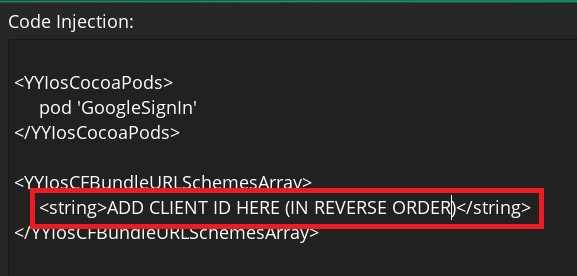 Code Injection:
<YYIosCocoaPods>
pod 'GoogleSignIn'
</YYIosCocoaPods>
<YYIosCFBundleURLSchemesArray>
<string>ADD CLIENT ID HERE (IN REVERSE ORDER)</string>
</YYIosCFBundleURLSchemesArray>